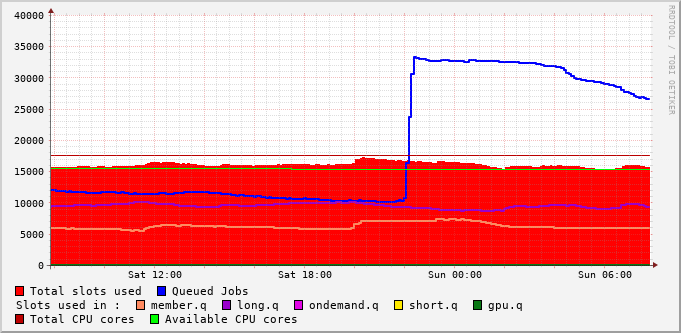 40000
35000
30000
25000
20000
15000
10000
5000
0
Sat 12:00 Sat 18:00 Sun 00:00 Sun 06:00
RRDTOOL / TOBI OETIKER
Total slots used Queued Jobs
Slots used in : member.q long.q ondemand.q short.q gpu.q
Total CPU cores Available CPU cores